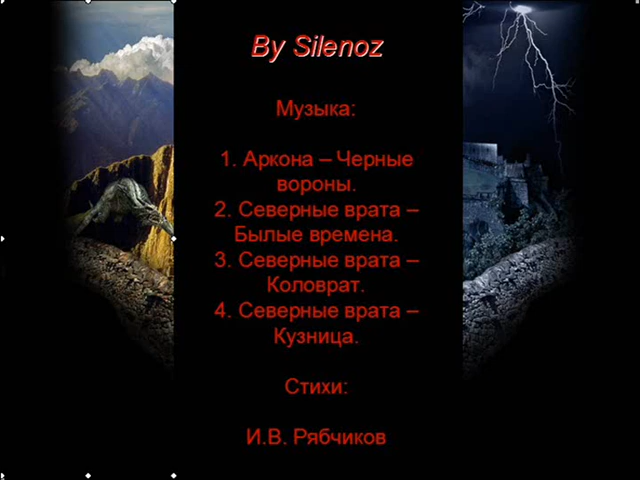 By Silenoz
Музыка:
1. Аркона – Черные
вороны.
2. Северные врата –
Былые времена.
3. Северные врата –
Коловрат.
4. Северные врата –
Кузница.
Стихи:
И.В. Рябчиков